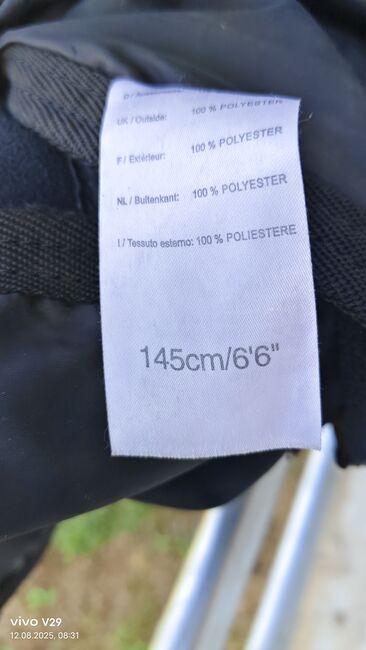 UK / Outside: 100 % POLYESTER
F / Extérieur: 100 % POLYESTER
NL / Buitenkant: 100 % POLYESTER
I / Tessuto esterno: 100 % POLIESTERE
145cm/6'6"
vivo V29
12.08.2025, 08:31